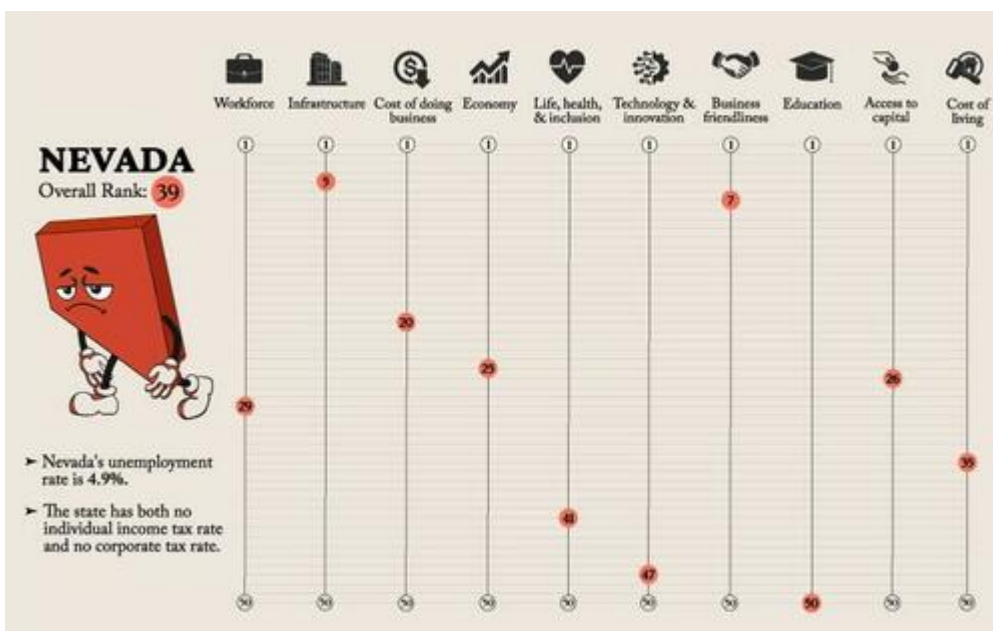 Workforce
Infrastructure
Cost of doing
business
Economy
Life, health,
& inclusion
Technology &
innovation
Business
friendliness
Education
Access to
capital
Cost of
living
1 1 1 1 1 1 1 1 1 1
NEVADA
Overall Rank: 39
5
7
20
25
26
29
35
41
47
50
50 50 50 50 50 50 50 50 50
➤ Nevada's unemployment
rate is 4.9%.
➤ The state has both no
individual income tax rate
and no corporate tax rate.